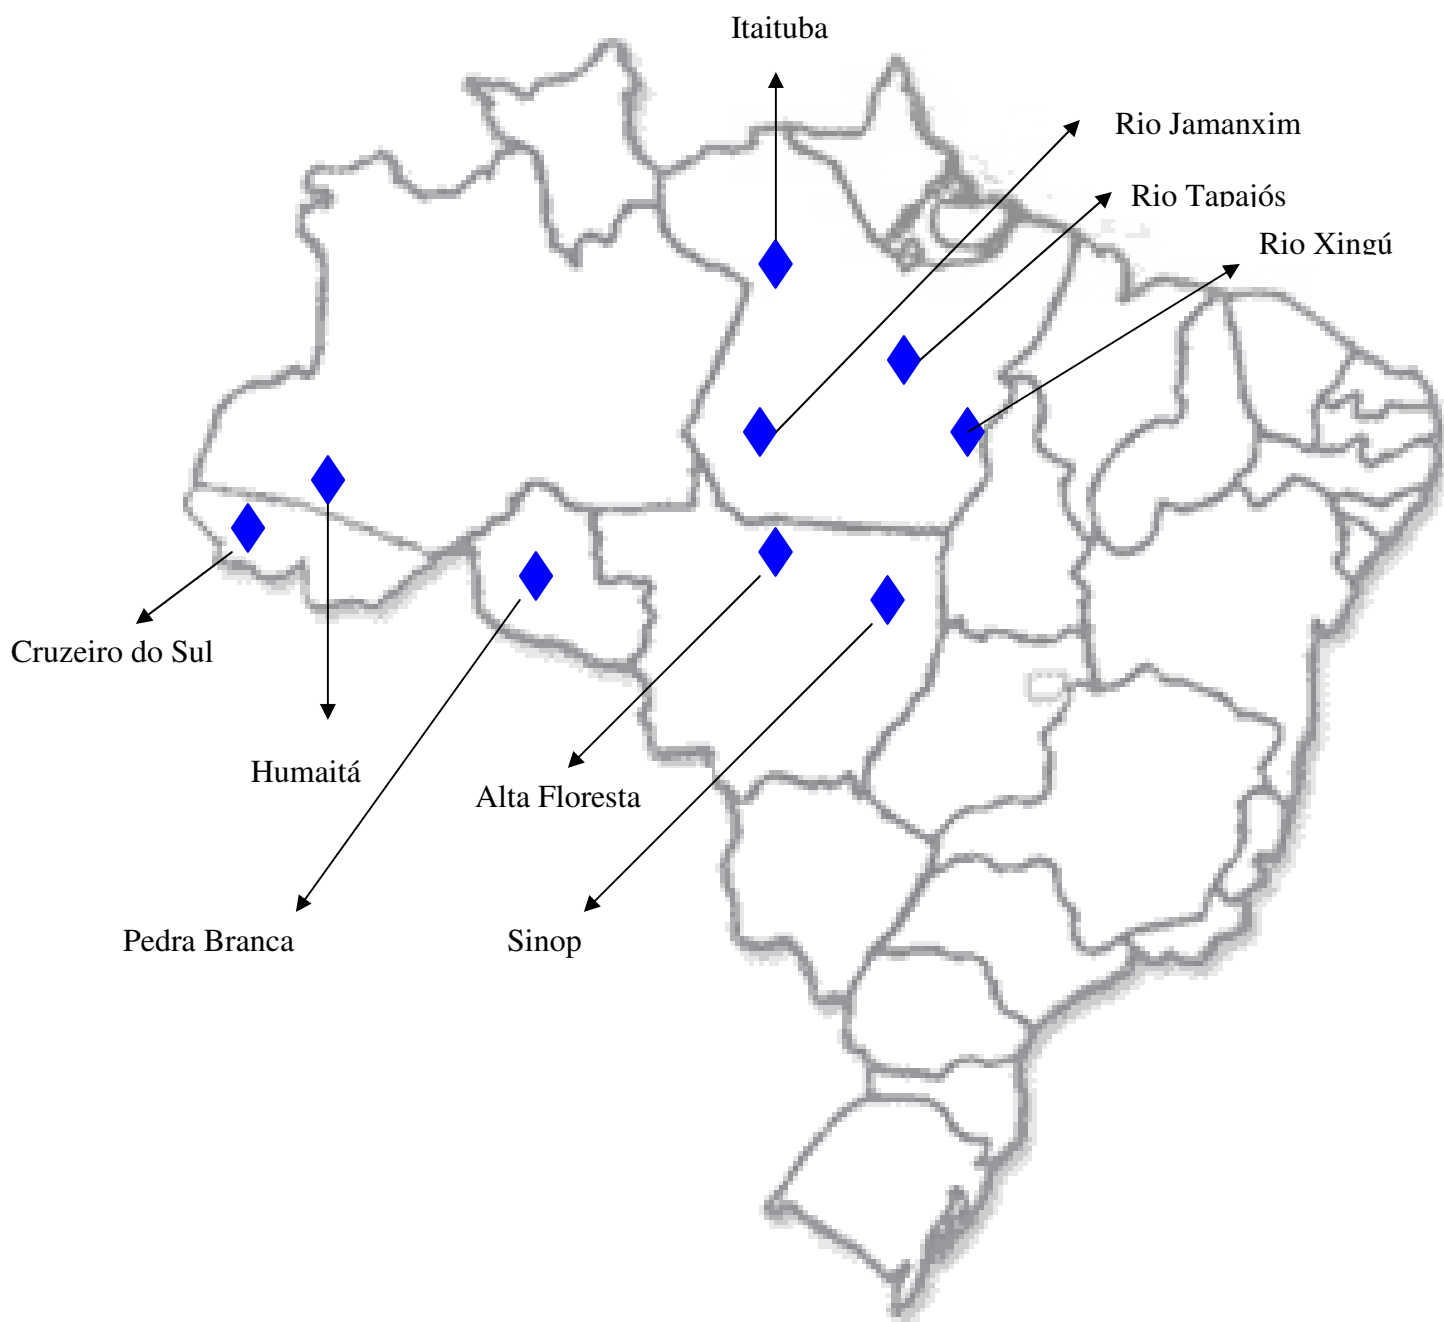 Itaituba
Rio Jamanxim
Rio Tapajós
Rio Xingú
Cruzeiro do Sul
Humaitá
Alta Floresta
Pedra Branca
Sinop